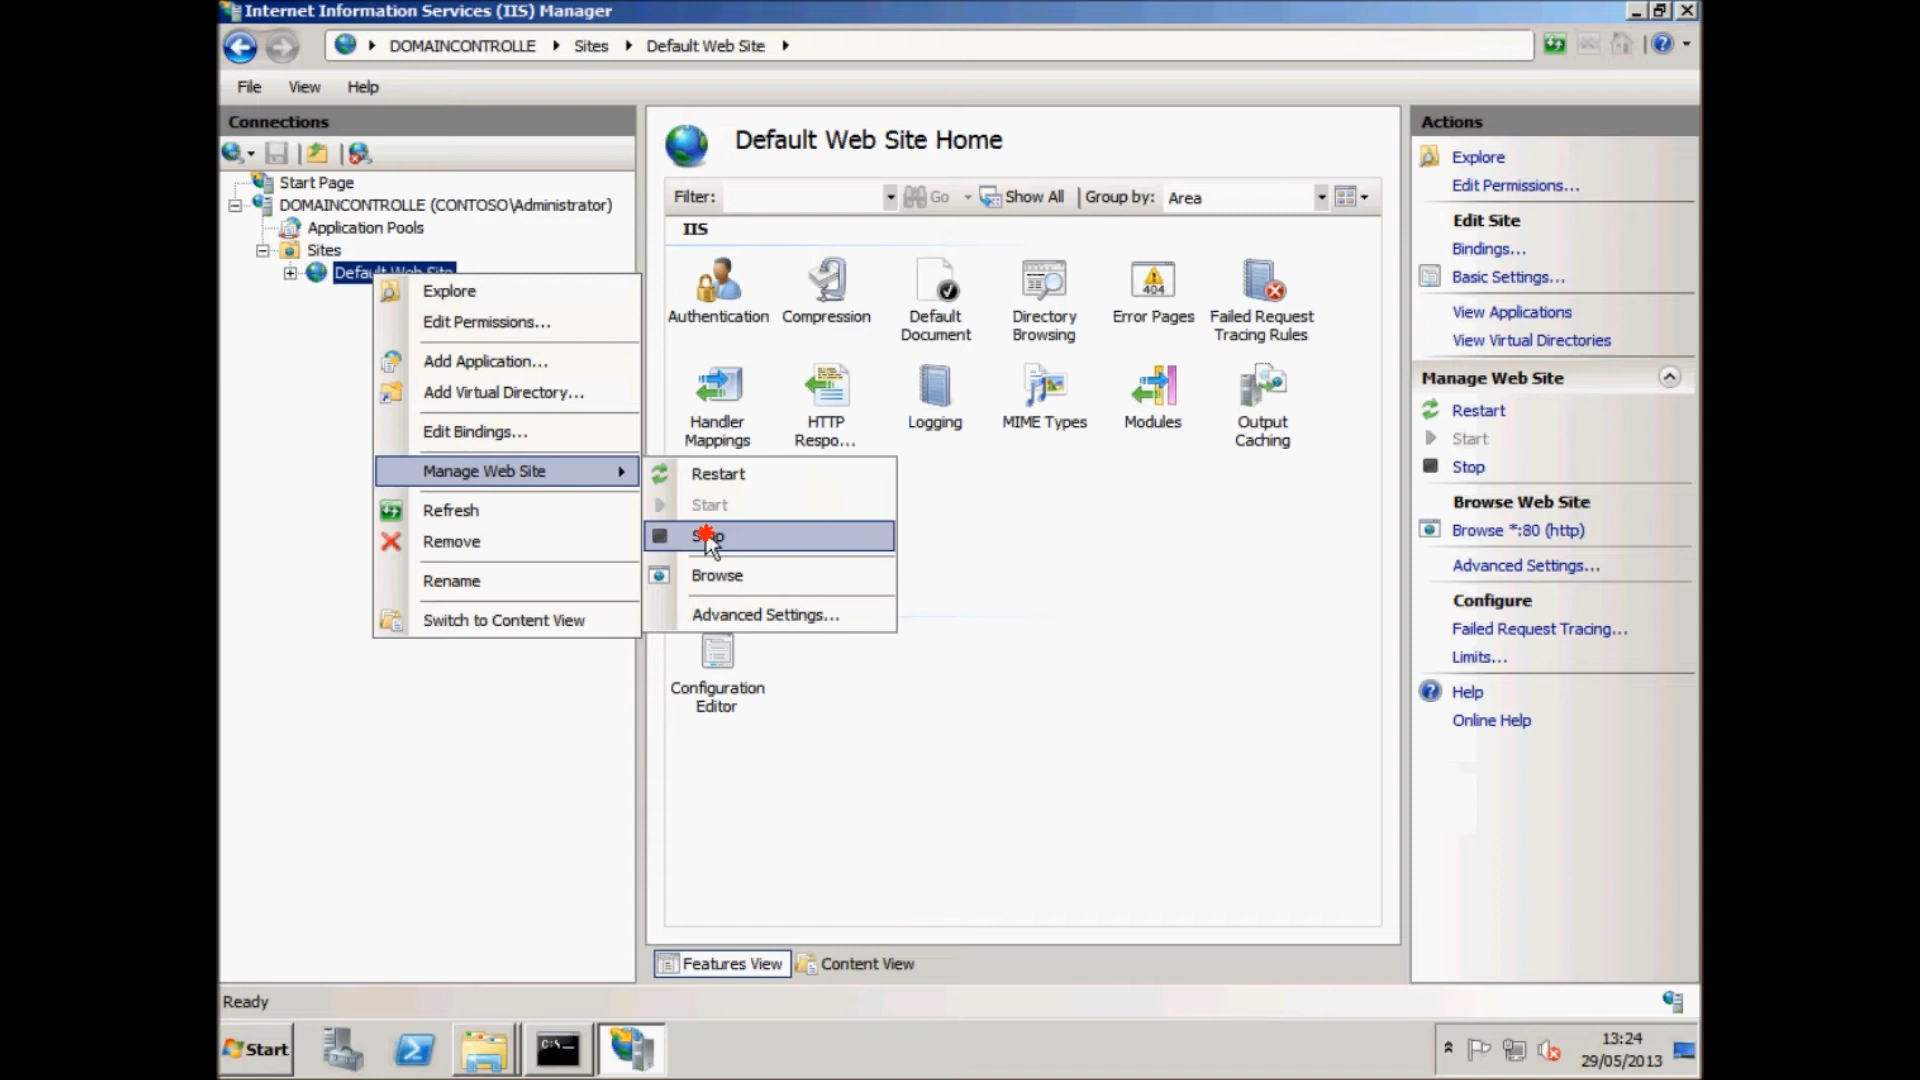 Internet Information Services (IIS) Manager
DOMAINCONTROLLE Sites Default Web Site
File View Help
Connections
Start Page
DOMAINCONTROLLE (CONTOSO\Administrator)
Application Pools
Sites
Default Web Site
Explore
Edit Permissions...
Add Application...
Add Virtual Directory...
Edit Bindings...
Manage Web Site
Refresh
Remove
Rename
Switch to Content View
Restart
Start
Stop
Browse
Advanced Settings...
Default Web Site Home
Filter: Go Show All Group by: Area
IIS
Authentication
Compression
Default
Document
Directory
Browsing
Error Pages
404
Failed Request
Tracing Rules
Handler
Mappings
HTTP
Respo...
Logging
MIME Types
Modules
Output
Caching
Configuration
Editor
Features View
Content View
Actions
Explore
Edit Permissions...
Edit Site
Bindings...
Basic Settings...
View Applications
View Virtual Directories
Manage Web Site
Restart
Start
Stop
Browse Web Site
Browse *:80 (http)
Advanced Settings...
Configure
Failed Request Tracing...
Limits...
Help
Online Help
Ready
Start
C:\_
13:24
29/05/2013